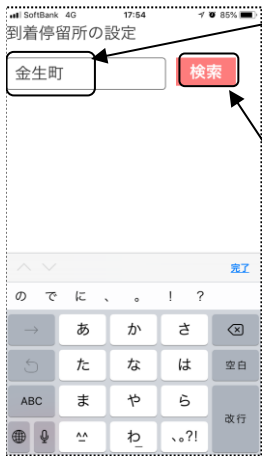 SoftBank 4G 17:54 85%
到着停留所の設定
金生町 検索
完了
の で に 、 。 ! ?
→ あ か さ
た な は 空白
ABC ま や ら 改行
^^ わ_ 、。?!